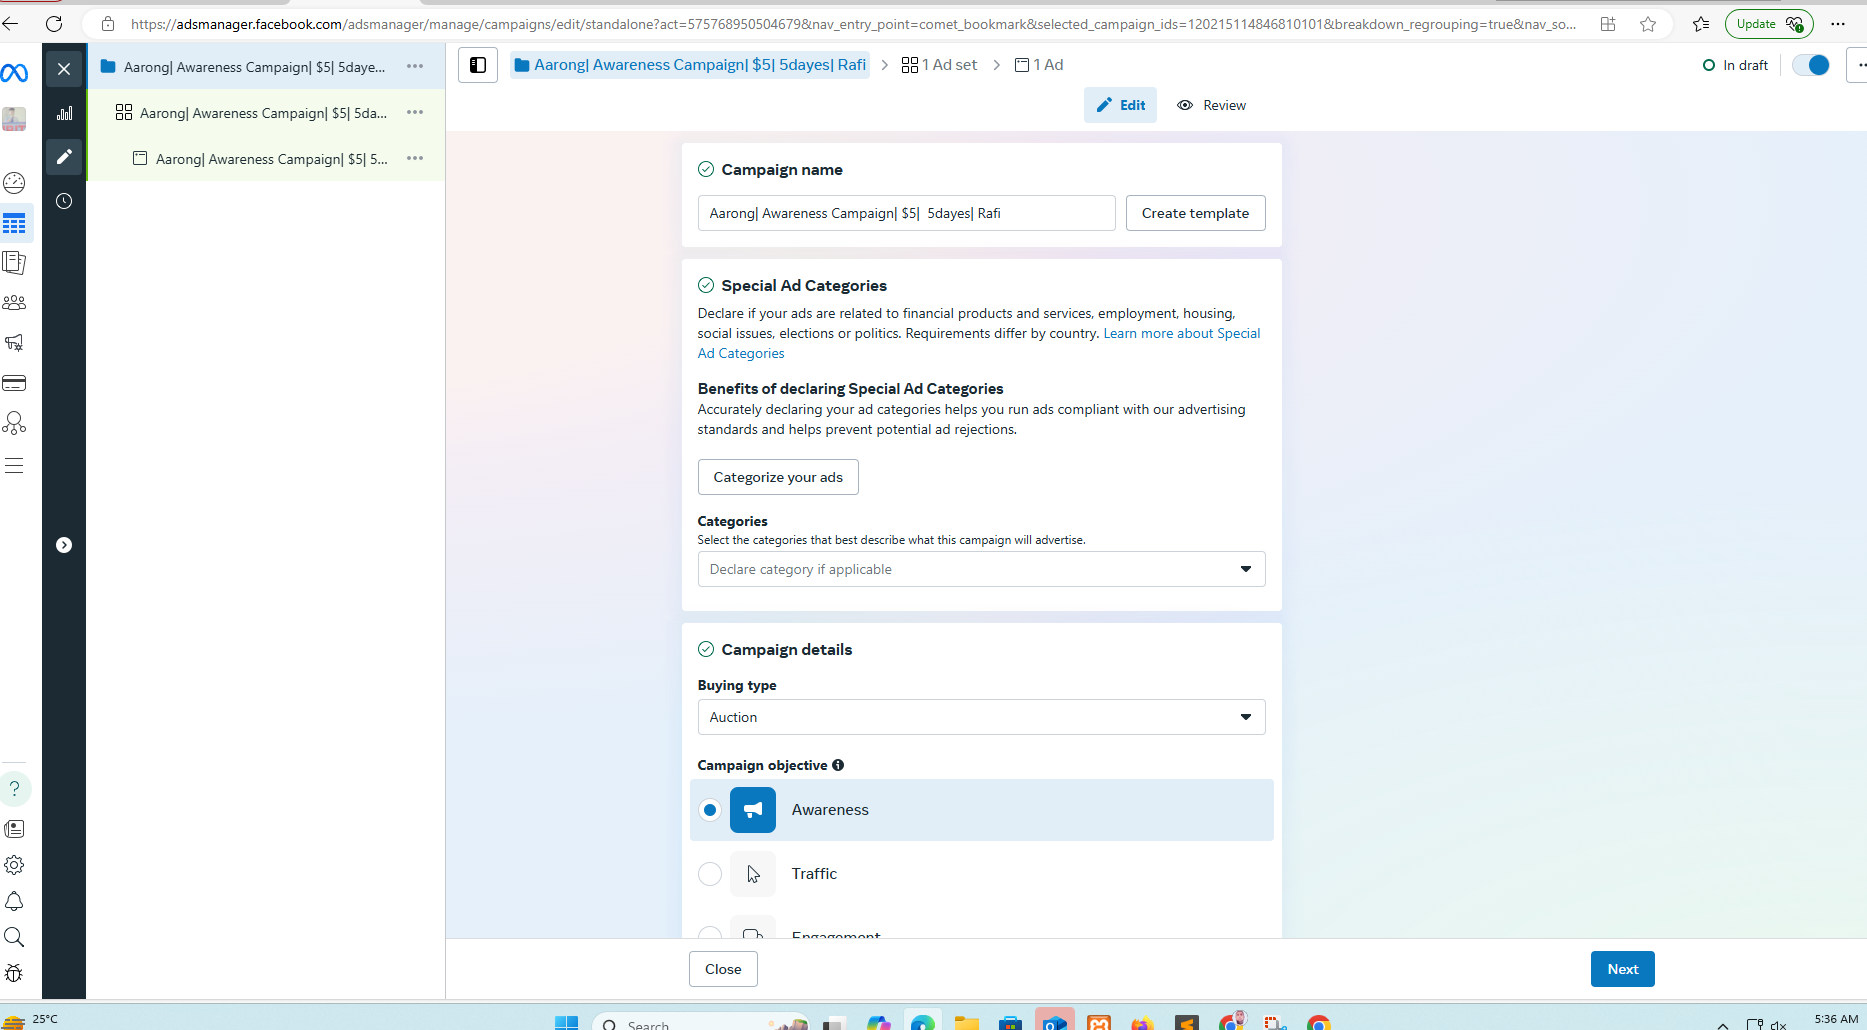 https://adsmanager.facebook.com/adsmanager/manage/campaigns/edit/standalone?act=575768950504679&nav_entry_point=comet_bookmark&selected_campaign_ids=120215114846810101&breakdown_regrouping=true&nav_so...
Update
Aarong| Awareness Campaign| $5| 5daye...
Aarong| Awareness Campaign| $5| 5dayes| Rafi
1 Ad set
1 Ad
In draft
Aarong| Awareness Campaign| $5| 5da...
Edit
Review
Aarong| Awareness Campaign| $5| 5...
Campaign name
Aarong| Awareness Campaign| $5|  5dayes| Rafi
Create template
Special Ad Categories
Declare if your ads are related to financial products and services, employment, housing,
social issues, elections or politics. Requirements differ by country. Learn more about Special
Ad Categories
Benefits of declaring Special Ad Categories
Accurately declaring your ad categories helps you run ads compliant with our advertising
standards and helps prevent potential ad rejections.
Categorize your ads
Categories
Select the categories that best describe what this campaign will advertise.
Declare category if applicable
Campaign details
Buying type
Auction
Campaign objective
Awareness
Traffic
Engagement
Close
Next
25°C
Search
5:36 AM